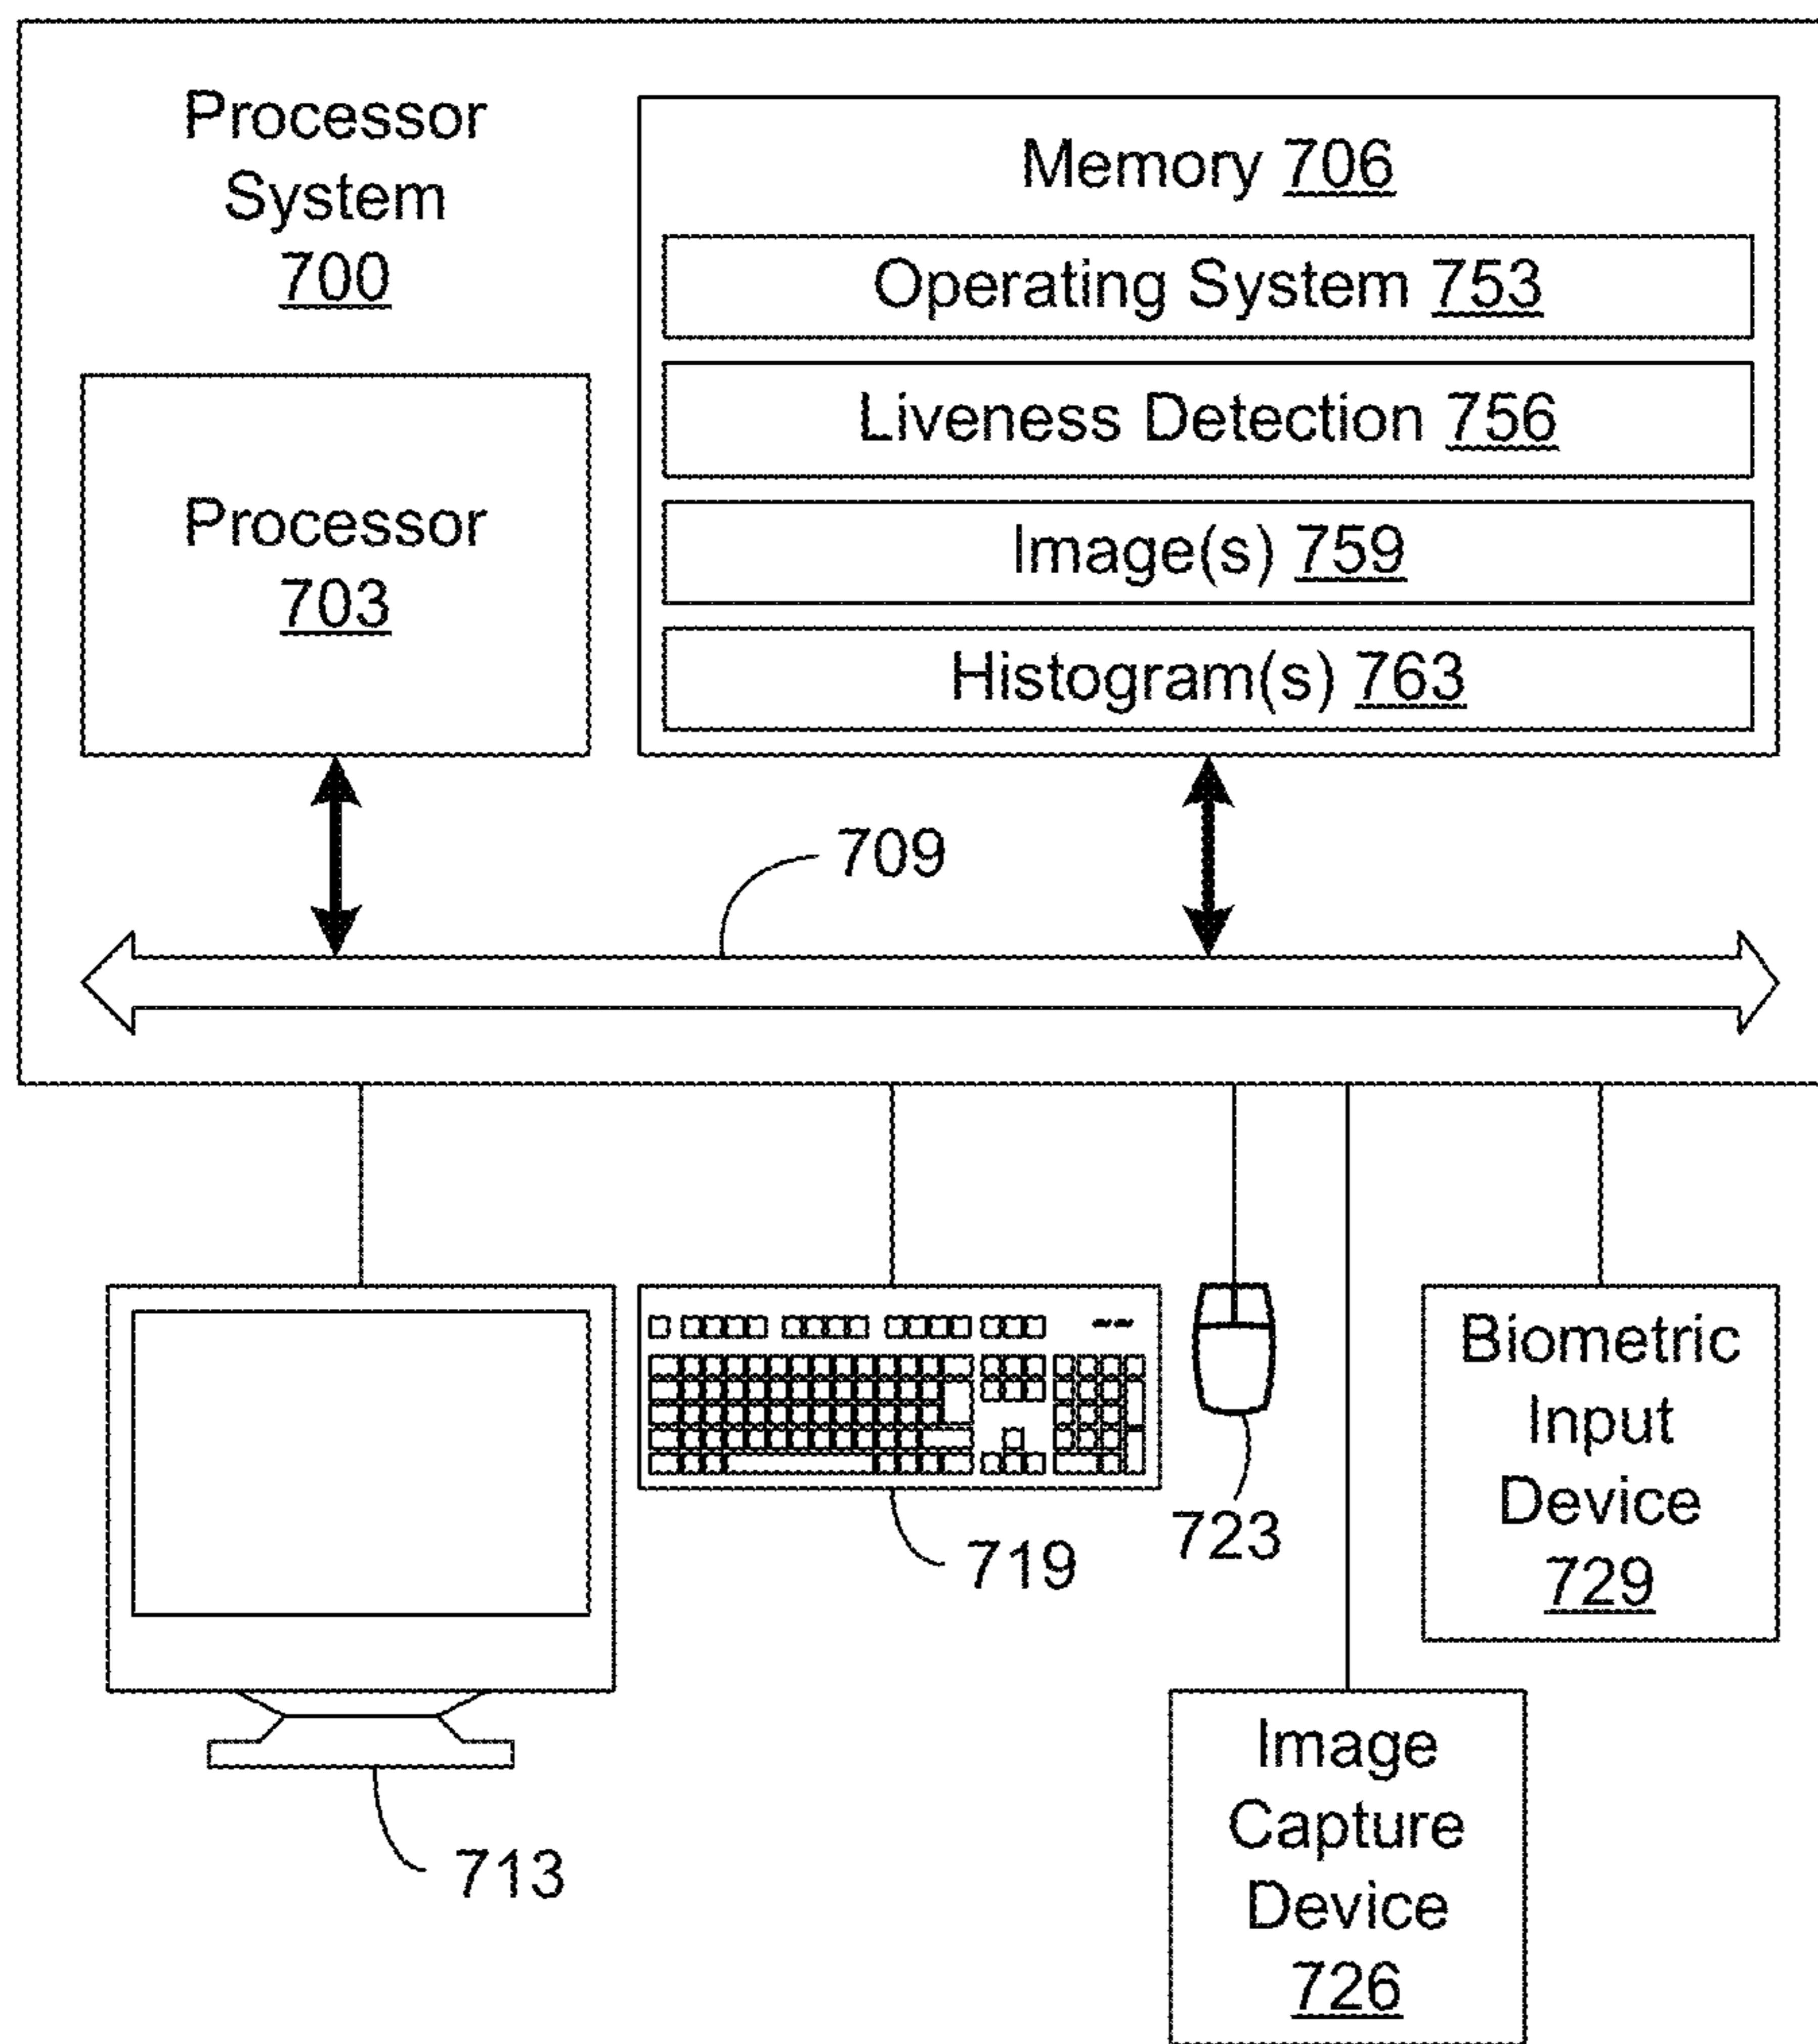 Processor
System
700
Memory 706
Operating System 753
Liveness Detection 756
Image(s) 759
Histogram(s) 763
Processor
703
709
713
719
723
Biometric
Input
Device
729
Image
Capture
Device
726